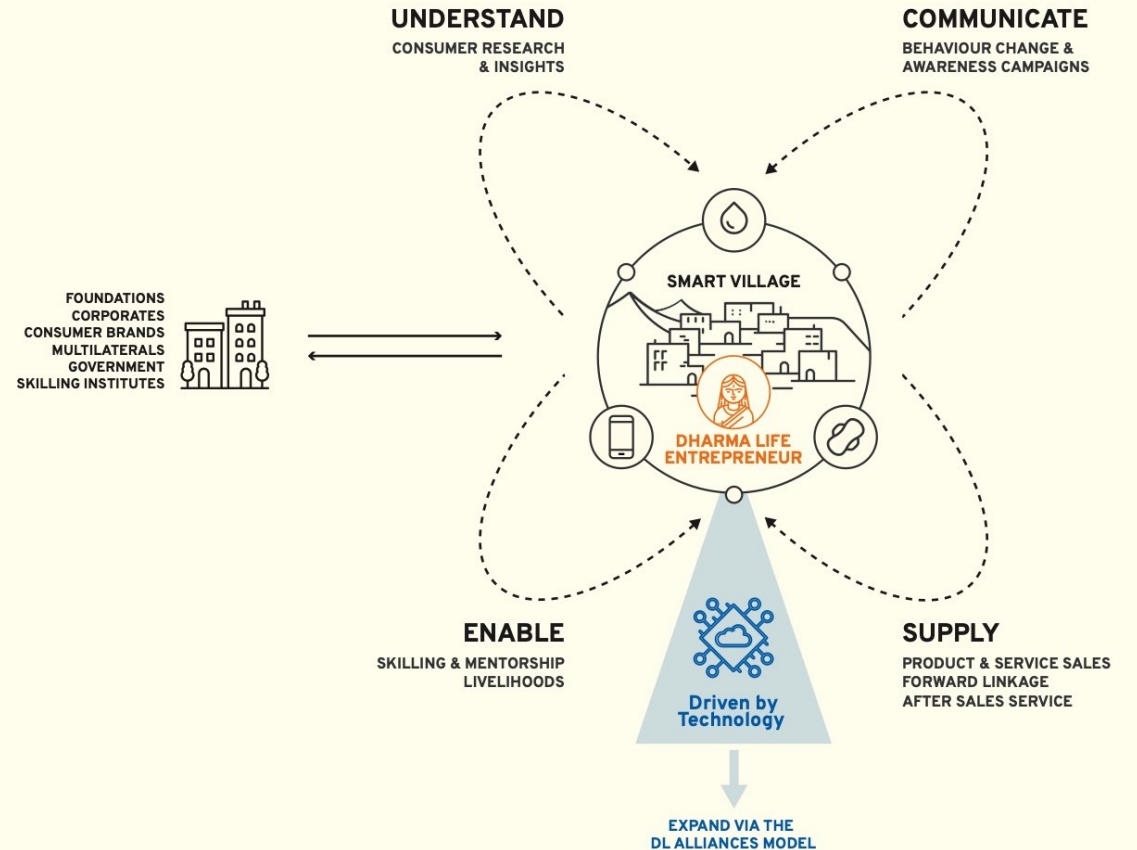 UNDERSTAND
CONSUMER RESEARCH
& INSIGHTS
COMMUNICATE
BEHAVIOUR CHANGE &
AWARENESS CAMPAIGNS
FOUNDATIONS
CORPORATES
CONSUMER BRANDS
MULTILATERALS
GOVERNMENT
SKILLING INSTITUTES
SMART VILLAGE
DHARMA LIFE
ENTREPRENEUR
ENABLE
SKILLING & MENTORSHIP
LIVELIHOODS
SUPPLY
PRODUCT & SERVICE SALES
FORWARD LINKAGE
AFTER SALES SERVICE
Driven by
Technology
EXPAND VIA THE
DL ALLIANCES MODEL